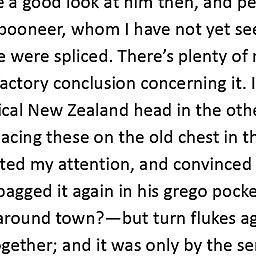 a good look at him then, and
pooneer, whom I have not yet see
were spliced. There's plenty of
actory conclusion concerning it. I
ical New Zealand head in the othe
acing these on the old chest in th
ted my attention, and convinced
bagged it again in his grego pocke
around town?—but turn flukes ag
ogether; and it was only by the se